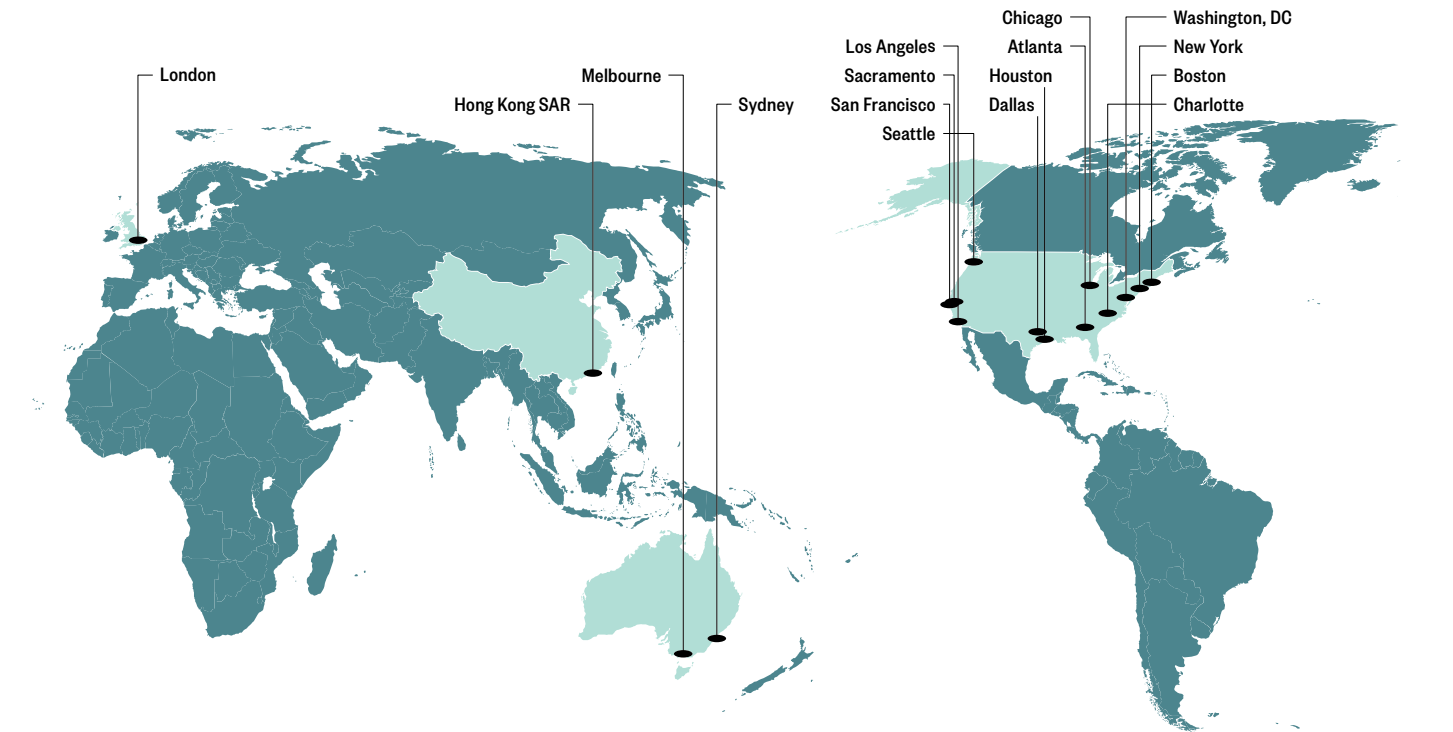 London
Melbourne
Hong Kong SAR
Sydney
Chicago
Washington, DC
Los Angeles
Atlanta
New York
Sacramento
Houston
Boston
San Francisco
Dallas
Charlotte
Seattle